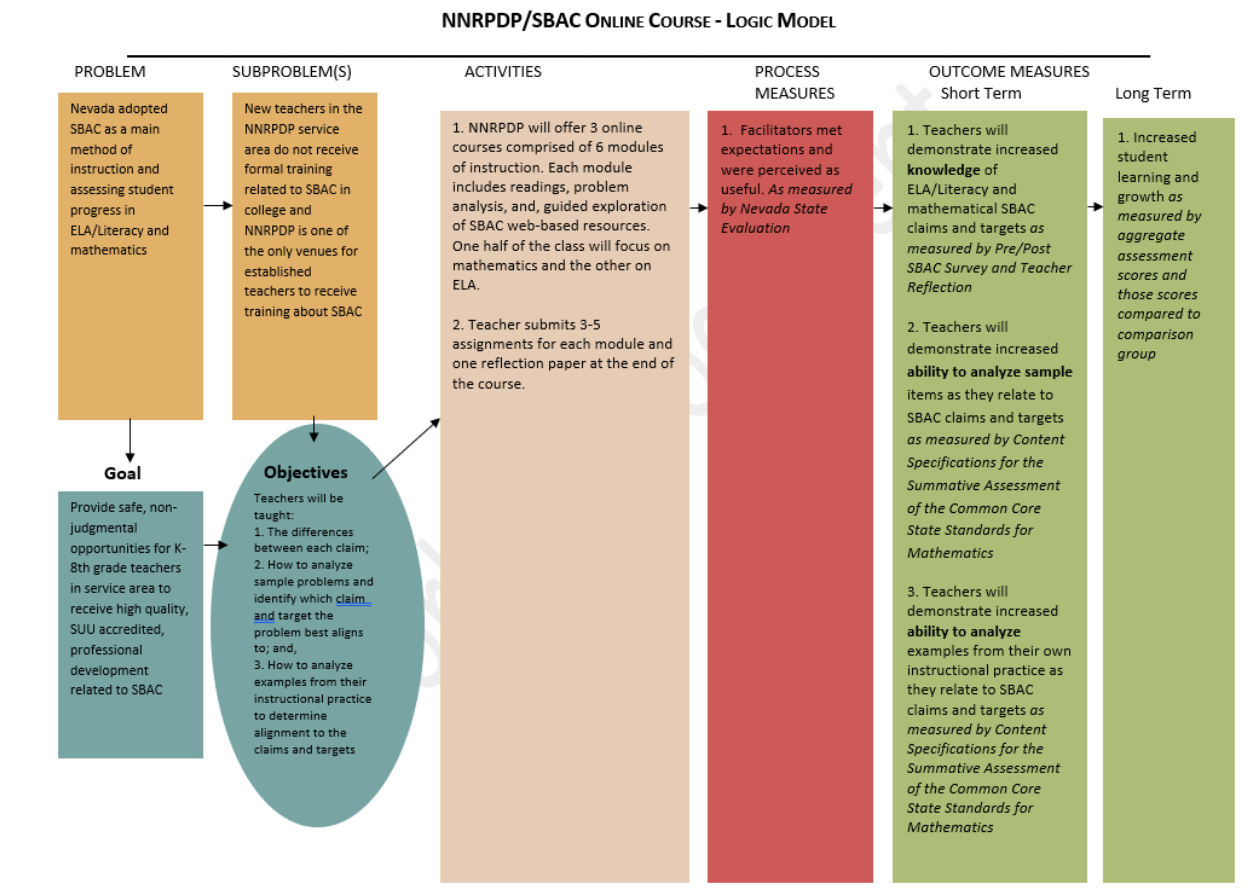 NNRPDP/SBAC ONLINE COURSE - LOGIC MODEL
PROBLEM
Nevada adopted
SBAC as a main
method of
instruction and
assessing student
progress in
ELA/Literacy and
mathematics
SUBPROBLEM(S)
New teachers in the
NNRPDP service
area do not receive
formal training
related to SBAC in
college and
NNRPDP is one of
the only venues for
established
teachers to receive
training about SBAC
Goal
Provide safe, non-
judgmental
opportunities for K-
8th grade teachers
in service area to
receive high quality,
SUU accredited,
professional
development
related to SBAC
Objectives
Teachers will be
taught:
1. The differences
between each claim;
2. How to analyze
sample problems and
identify which claim
and target the
problem best aligns
to; and,
3. How to analyze
examples from their
instructional practice
to determine
alignment to the
claims and targets
ACTIVITIES
1. NNRPDP will offer 3 online
courses comprised of 6 modules
of instruction. Each module
includes readings, problem
analysis, and, guided exploration
of SBAC web-based resources.
One half of the class will focus on
mathematics and the other on
ELA.
2. Teacher submits 3-5
assignments for each module and
one reflection paper at the end of
the course.
PROCESS
MEASURES
1. Facilitators met
expectations and
were perceived as
useful. As measured
by Nevada State
Evaluation
OUTCOME MEASURES
Short Term
1. Teachers will
demonstrate increased
knowledge of
ELA/Literacy and
mathematical SBAC
claims and targets as
measured by Pre/Post
SBAC Survey and Teacher
Reflection
2. Teachers will
demonstrate increased
ability to analyze sample
items as they relate to
SBAC claims and targets
as measured by Content
Specifications for the
Summative Assessment
of the Common Core
State Standards for
Mathematics
3. Teachers will
demonstrate increased
ability to analyze
examples from their own
instructional practice as
they relate to SBAC
claims and targets as
measured by Content
Specifications for the
Summative Assessment
of the Common Core
State Standards for
Mathematics
Long Term
1. Increased
student
learning and
growth as
measured by
aggregate
assessment
scores and
those scores
compared to
comparison
group